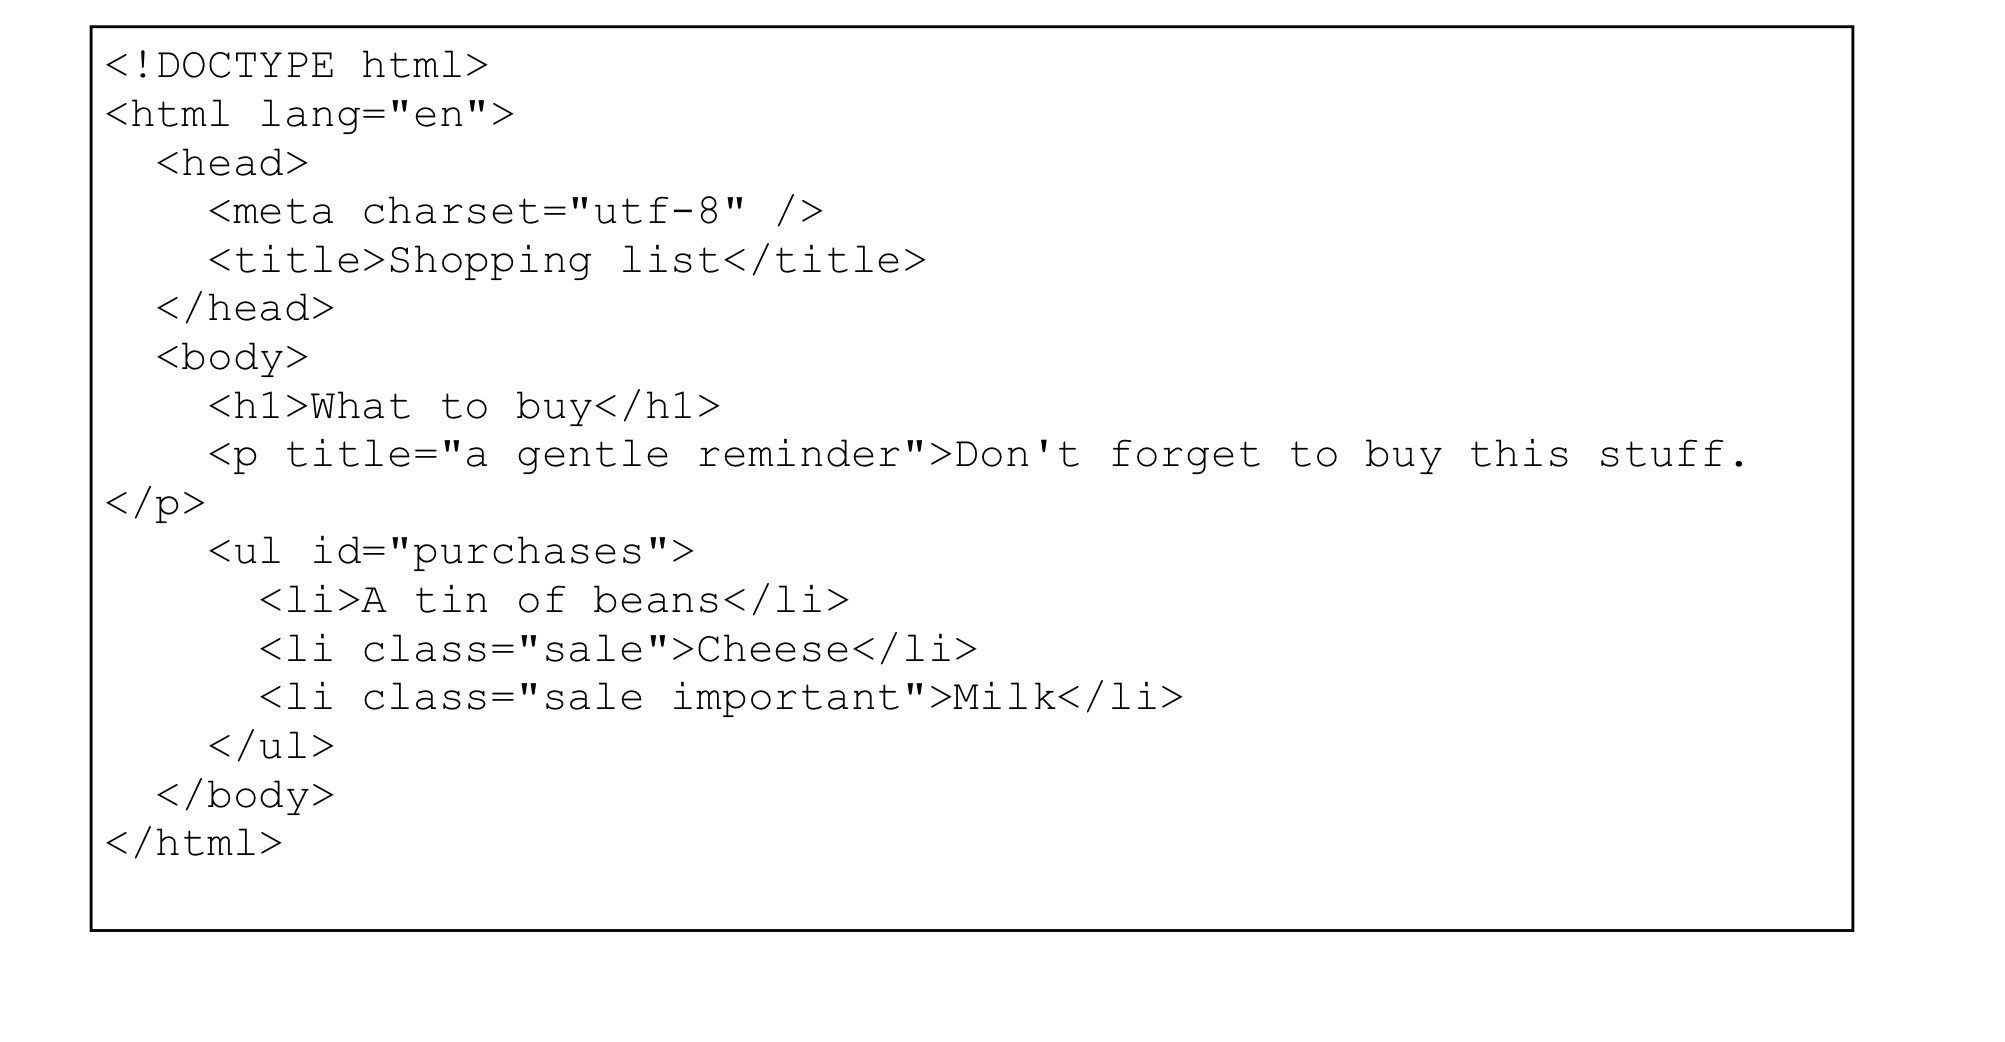 <!DOCTYPE html>
<html lang="en">
  <head>
    <meta charset="utf-8" />
    <title>Shopping list</title>
  </head>
  <body>
    <h1>What to buy</h1>
    <p title="a gentle reminder">Don't forget to buy this stuff.
</p>
    <ul id="purchases">
      <li>A tin of beans</li>
      <li class="sale">Cheese</li>
      <li class="sale important">Milk</li>
    </ul>
  </body>
</html>